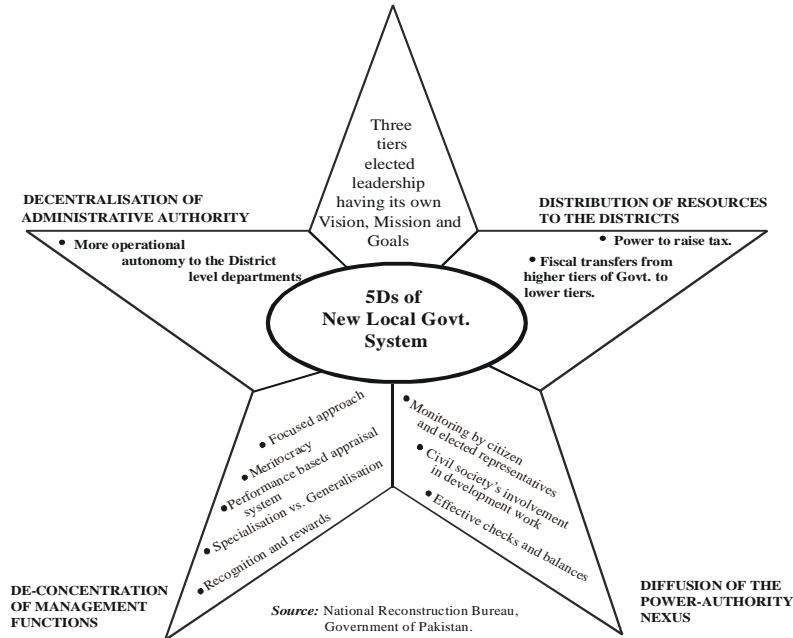 Three
tiers
elected
leadership
having its own
Vision, Mission and
Goals
DECENTRALISATION OF
ADMINISTRATIVE AUTHORITY
• More operational
autonomy to the District
level departments
DISTRIBUTION OF RESOURCES
TO THE DISTRICTS
• Power to raise tax.
• Fiscal transfers from
higher tiers of Govt. to
lower tiers.
5Ds of
New Local Govt.
System
• Focused approach
• Meritocracy
• Performance based appraisal
system
• Specialisation vs. Generalisation
• Recognition and rewards
• Monitoring by citizen
and elected representatives
• Civil society's involvement
in development work
• Effective checks and balances
DE-CONCENTRATION
OF MANAGEMENT
FUNCTIONS
DIFFUSION OF THE
POWER-AUTHORITY
NEXUS
Source: National Reconstruction Bureau,
Government of Pakistan.